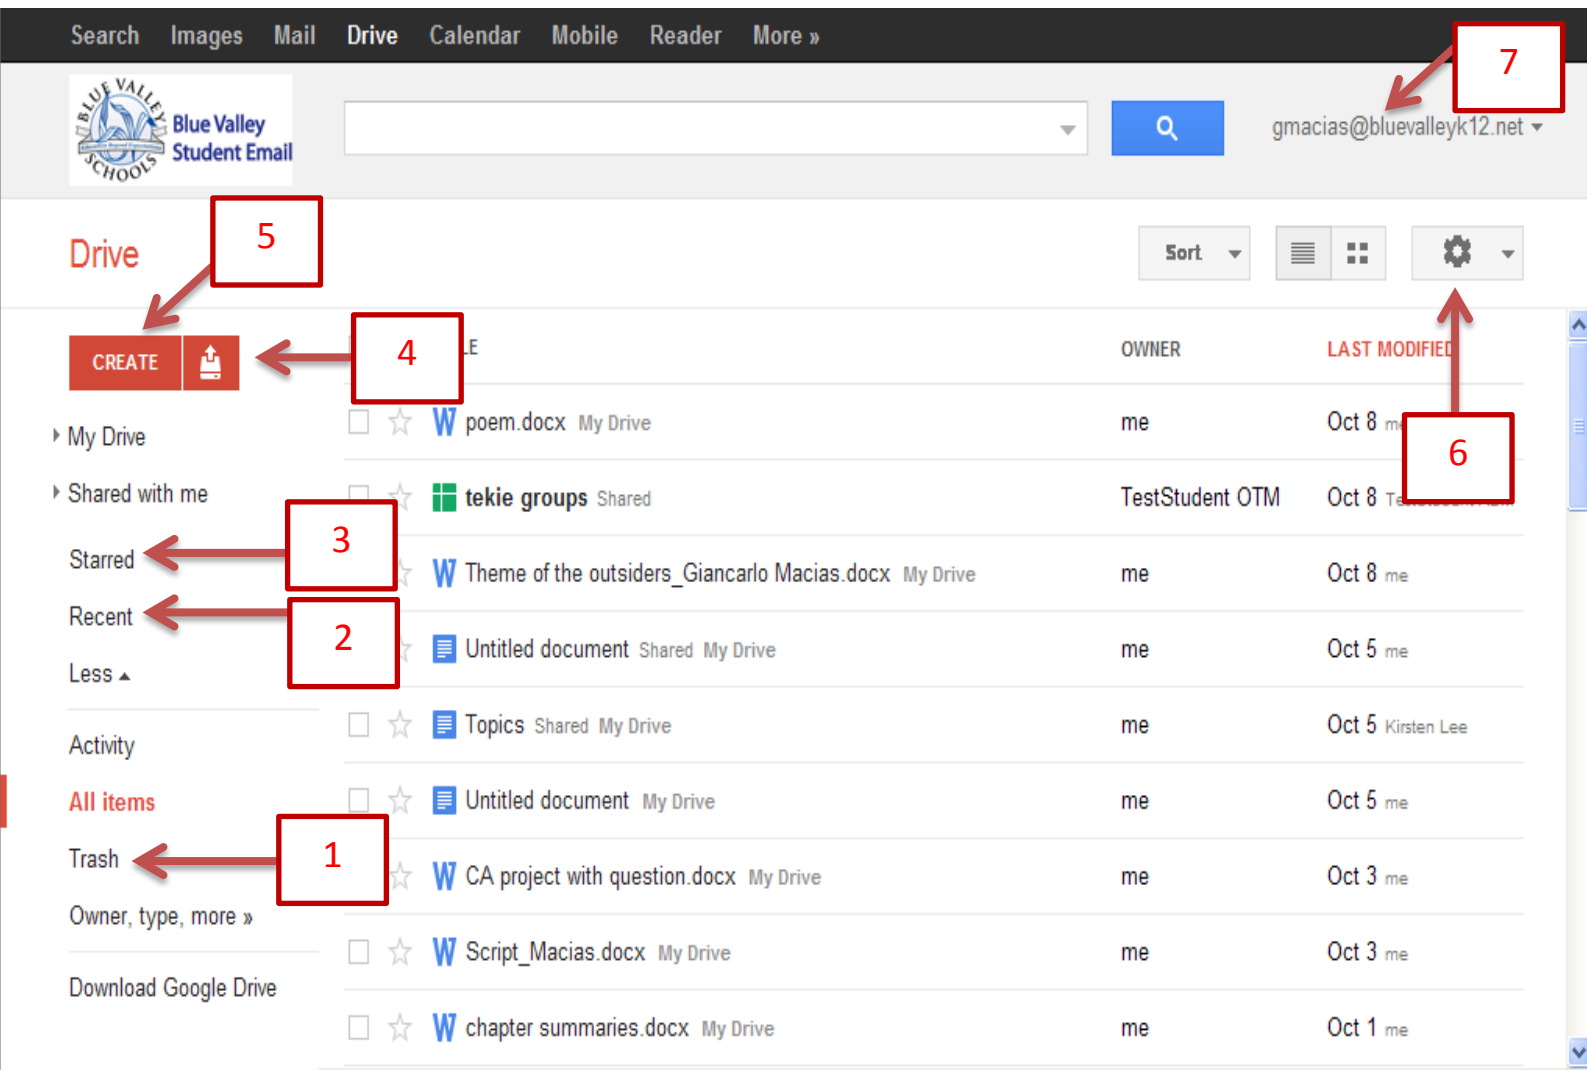 Search Images Mail Drive Calendar Mobile Reader More »
7
BLUE VALLEY SCHOOLS
Blue Valley
Student Email
gmacias@bluevalleyk12.net
5
Drive
Sort
CREATE
4
LE
OWNER
LAST MODIFIED
My Drive
poem.docx My Drive me Oct 8
6
Shared with me
tekie groups Shared TestStudent OTM Oct 8
3
Starred
Theme of the outsiders_Giancarlo Macias.docx My Drive me Oct 8 me
Recent
2
Untitled document Shared My Drive me Oct 5 me
Less
Topics Shared My Drive me Oct 5 Kirsten Lee
Activity
All items
Untitled document My Drive me Oct 5 me
1
Trash
CA project with question.docx My Drive me Oct 3 me
Owner, type, more »
Script_Macias.docx My Drive me Oct 3 me
Download Google Drive
chapter summaries.docx My Drive me Oct 1 me